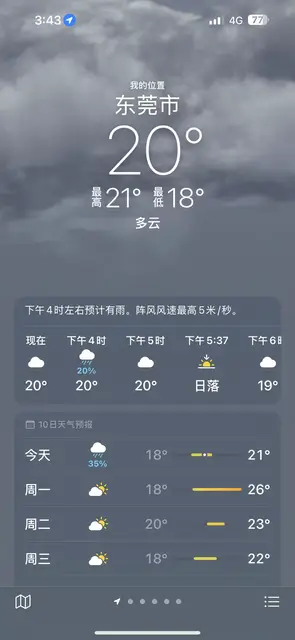 3:43
4G 77
我的位置
东莞市
20°
最高21° 最低18°
多云
下午4时左右预计有雨。阵风风速最高5米/秒。
现在 下午4时 下午5时 下午5:37 下午6时
20%
20° 20° 20° 日落 19°
10日天气预报
今天 35% 18° 21°
周一 18° 26°
周二 20° 23°
周三 18° 22°